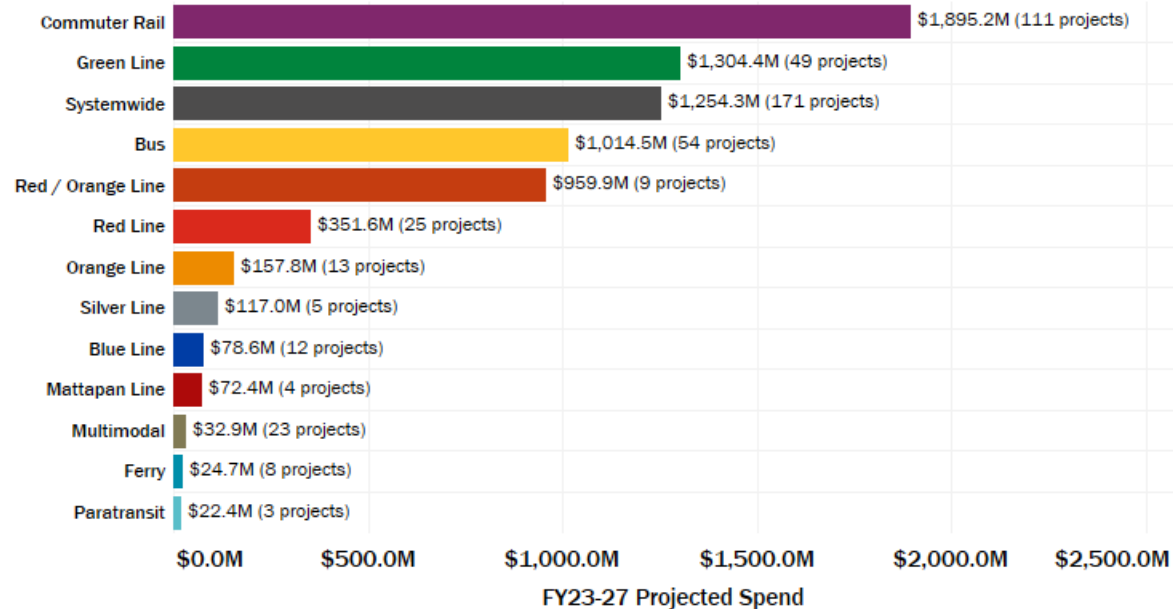 Commuter Rail $1,895.2M (111 projects)
Green Line $1,304.4M (49 projects)
Systemwide $1,254.3M (171 projects)
Bus $1,014.5M (54 projects)
Red / Orange Line $959.9M (9 projects)
Red Line $351.6M (25 projects)
Orange Line $157.8M (13 projects)
Silver Line $117.0M (5 projects)
Blue Line $78.6M (12 projects)
Mattapan Line $72.4M (4 projects)
Multimodal $32.9M (23 projects)
Ferry $24.7M (8 projects)
Paratransit $22.4M (3 projects)
$0.0M $500.0M $1,000.0M $1,500.0M $2,000.0M $2,500.0M
FY23-27 Projected Spend